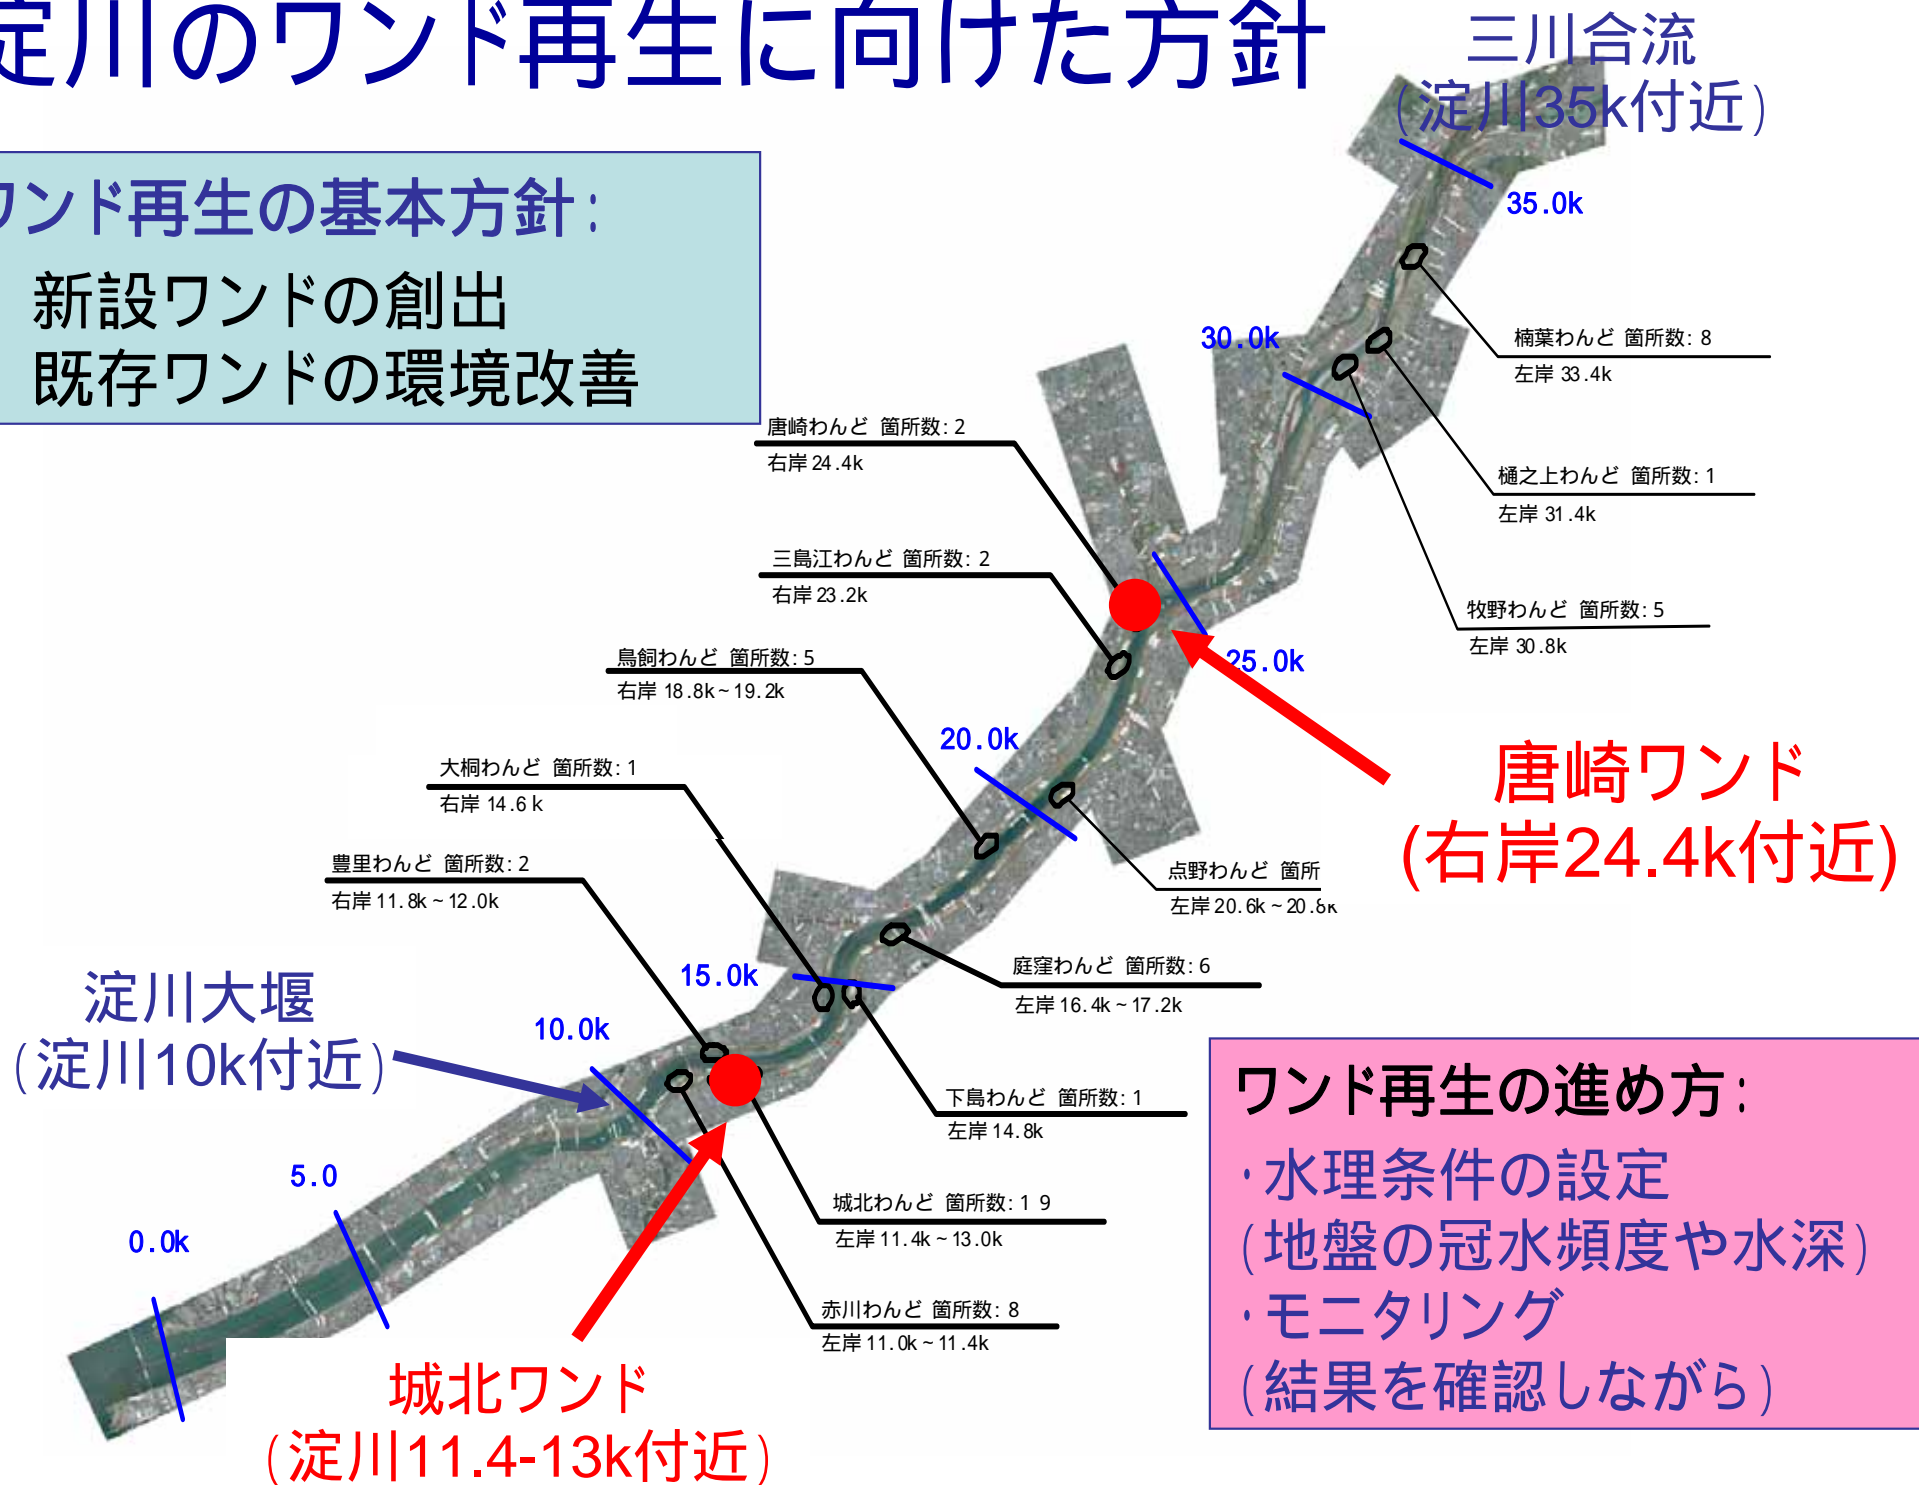 淀川のワンド再生に向けた方針
三川合流
(淀川35k付近)
ワンド再生の基本方針:
新設ワンドの創出
既存ワンドの環境改善
35.0k
30.0k
楠葉わんど 箇所数: 8
左岸 33.4k
唐崎わんど 箇所数: 2
右岸 24.4k
樋之上わんど 箇所数: 1
左岸 31.4k
三島江わんど 箇所数: 2
右岸 23.2k
牧野わんど 箇所数: 5
左岸 30.8k
25.0k
鳥飼わんど 箇所数: 5
右岸 18.8k~19.2k
20.0k
唐崎ワンド
(右岸24.4k付近)
大桐わんど 箇所数: 1
右岸 14.6k
点野わんど 箇所
左岸 20.6k~20.8k
豊里わんど 箇所数: 2
右岸 11.8k~12.0k
15.0k
庭窪わんど 箇所数: 6
左岸 16.4k~17.2k
淀川大堰
(淀川10k付近)
10.0k
下島わんど 箇所数: 1
左岸 14.8k
ワンド再生の進め方:
・水理条件の設定
(地盤の冠水頻度や水深)
・モニタリング
(結果を確認しながら)
5.0
0.0k
城北わんど 箇所数: 19
左岸 11.4k~13.0k
赤川わんど 箇所数: 8
左岸 11.0k~11.4k
城北ワンド
(淀川11.4-13k付近)